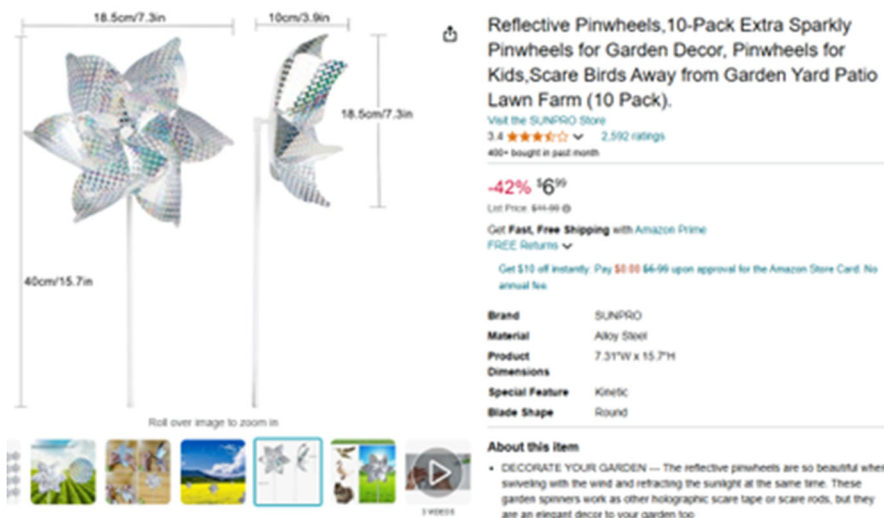 18.5cm/7.3in
10cm/3.9in
18.5cm/7.3in
40cm/15.7in
Roll over image to zoom in
5 VIDEOS
Reflective Pinwheels,10-Pack Extra Sparkly
Pinwheels for Garden Decor, Pinwheels for
Kids,Scare Birds Away from Garden Yard Patio
Lawn Farm (10 Pack).
Visit the SUNPRO Store
3.4 2,592 ratings
400+ bought in past month
-42% $6.99
List Price: $11.99
Get Fast, Free Shipping with Amazon Prime
FREE Returns
Get $10 off instantly: Pay $0.00 $6.99 upon approval for the Amazon Store Card. No
annual fee.
Brand SUNPRO
Material Alloy Steel
Product 7.31"W x 15.7"H
Dimensions
Special Feature Kinetic
Blade Shape Round
About this item
• DECORATE YOUR GARDEN — The reflective pinwheels are so beautiful when
swiveling with the wind and refracting the sunlight at the same time. These
garden spinners work as other holographic scare tape or scare rods, but they
are an elegant decor to your garden too